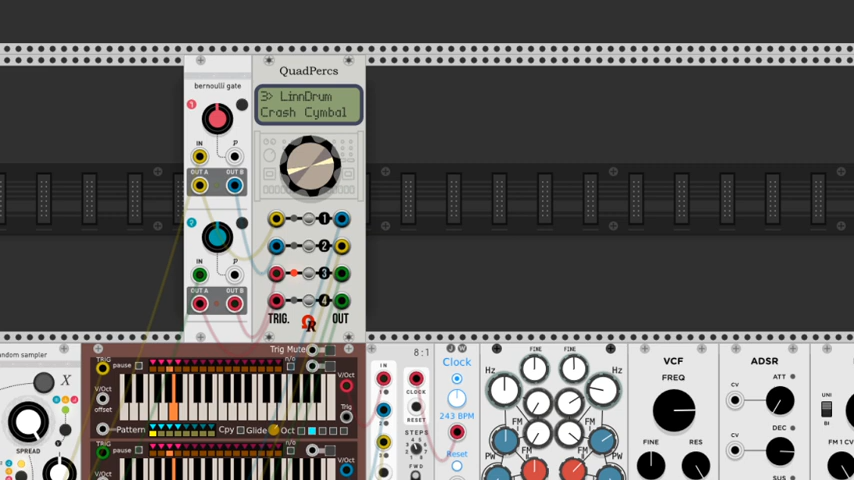 QuadPercs
bernoulli gate
LinnDrum
Crash Cymbal
1
IN
p
OUT A
OUT B
1
2
2
IN
p
3
OUT A
OUT B
4
TRIG.
OUT
R
Trig Mute
8:1
random sampler
X
TRIG
pause
n/o
V/Oct
V/Oct
offset
Trig
Pattern
Cpy
Glide
Oct
SPREAD
pause
n/o
V/Oct
IN
CLOCK
RESET
STEPS
FWD
J
W
Clock
243 BPM
Reset
FINE
FINE
Hz
Hz
FM
FM
PW
PW
VCF
FREQ
FINE
RES
ADSR
CV
ATT
CV
DEC
SUS
UNI
BI
FM 1 CV